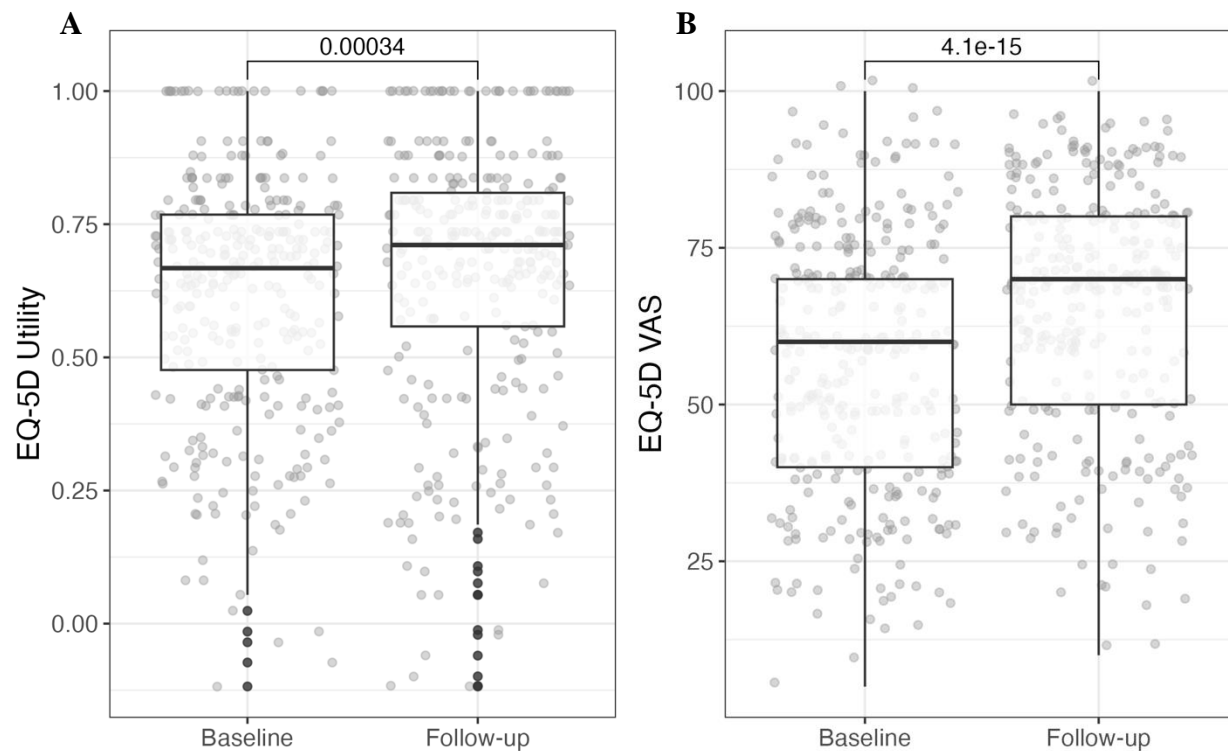 A
0.00034
EQ-5D Utility
1.00
0.75
0.50
0.25
0.00
Baseline
Follow-up
B
4.1e-15
EQ-5D VAS
100
75
50
25
Baseline
Follow-up